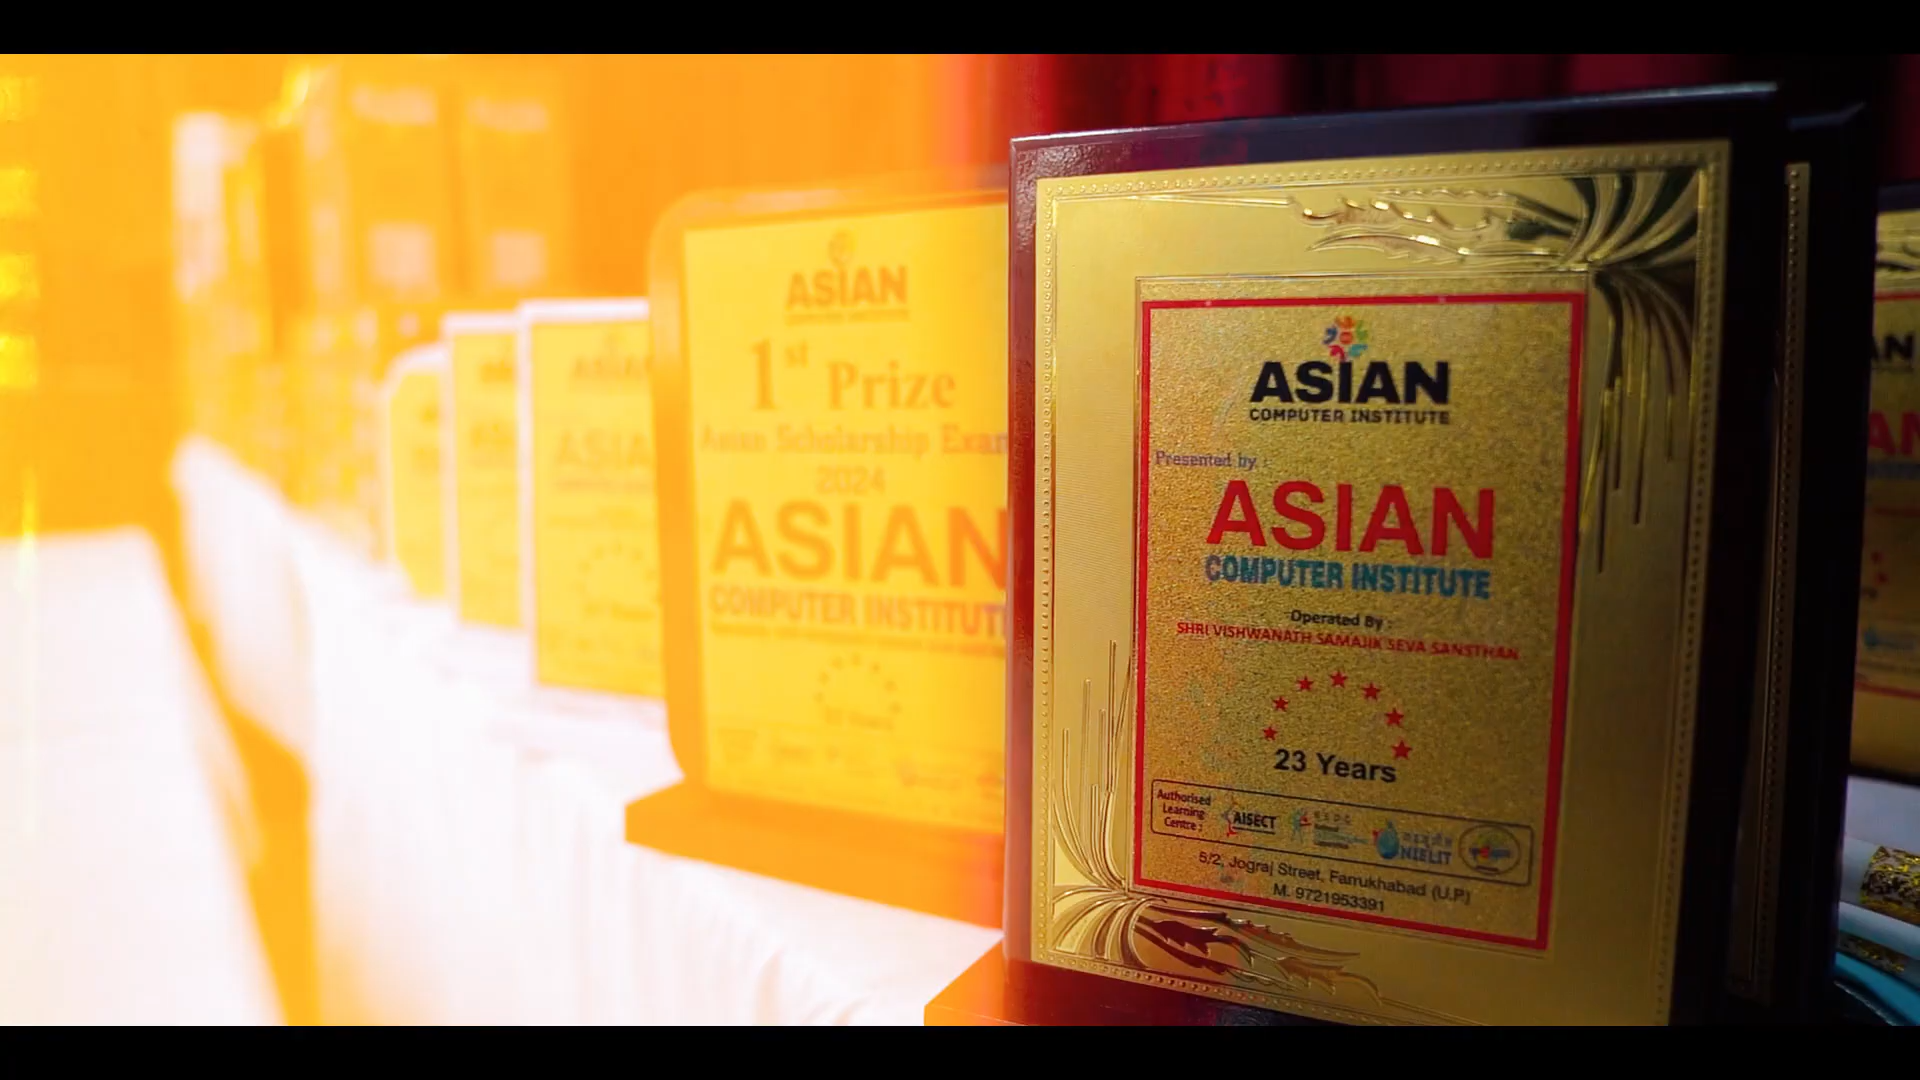 ASIAN
1st Prize
Asian Scholarship Exam
2024
ASIAN
COMPUTER INSTITUTE
ASIAN
COMPUTER INSTITUTE
Presented by :
ASIAN
COMPUTER INSTITUTE
Operated By :
SHRI VISHWANATH SAMAJIK SEVA SANSTHAN
23 Years
Authorised
Learning
Centre :
AISECT
NSDC
NIELIT
5/2, Jograj Street, Farrukhabad (U.P.)
M. 9721953391